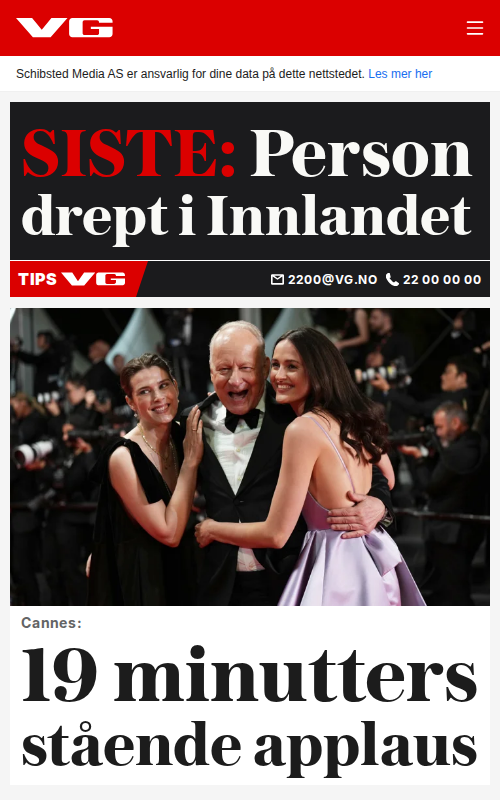 VG
Schibsted Media AS er ansvarlig for dine data på dette nettstedet. Les mer her
SISTE: Person
drept i Innlandet
TIPS VG 2200@VG.NO 22 00 00 00
Cannes:
19 minutters
stående applaus